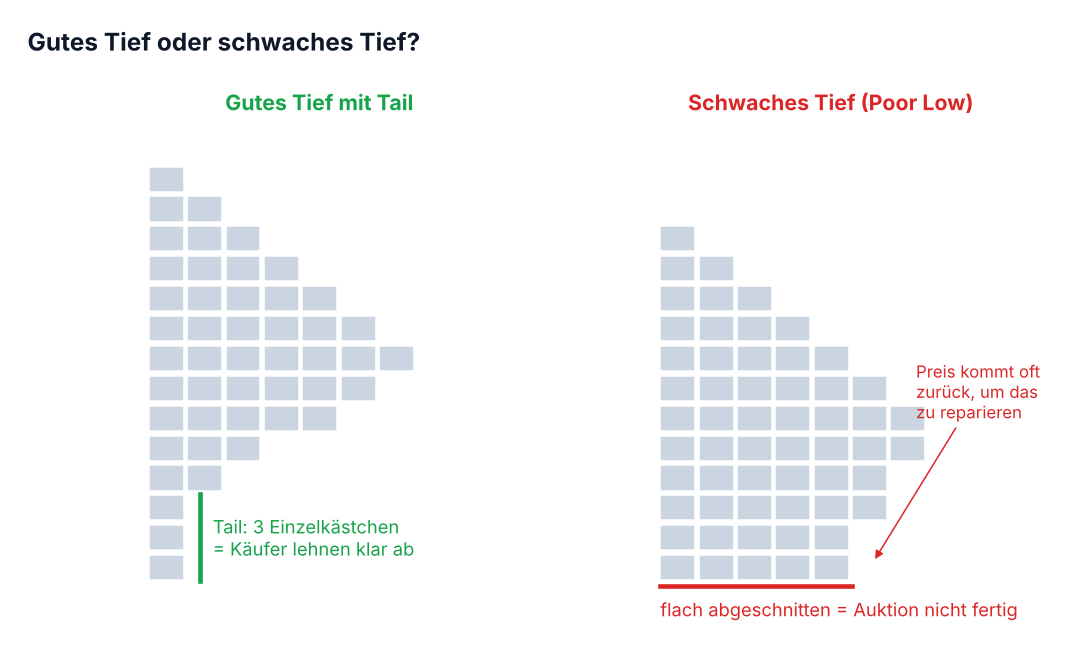 Gutes Tief oder schwaches Tief?
Gutes Tief mit Tail
Schwaches Tief (Poor Low)
Preis kommt oft
zurück, um das
zu reparieren
Tail: 3 Einzelkästchen
= Käufer lehnen klar ab
flach abgeschnitten = Auktion nicht fertig